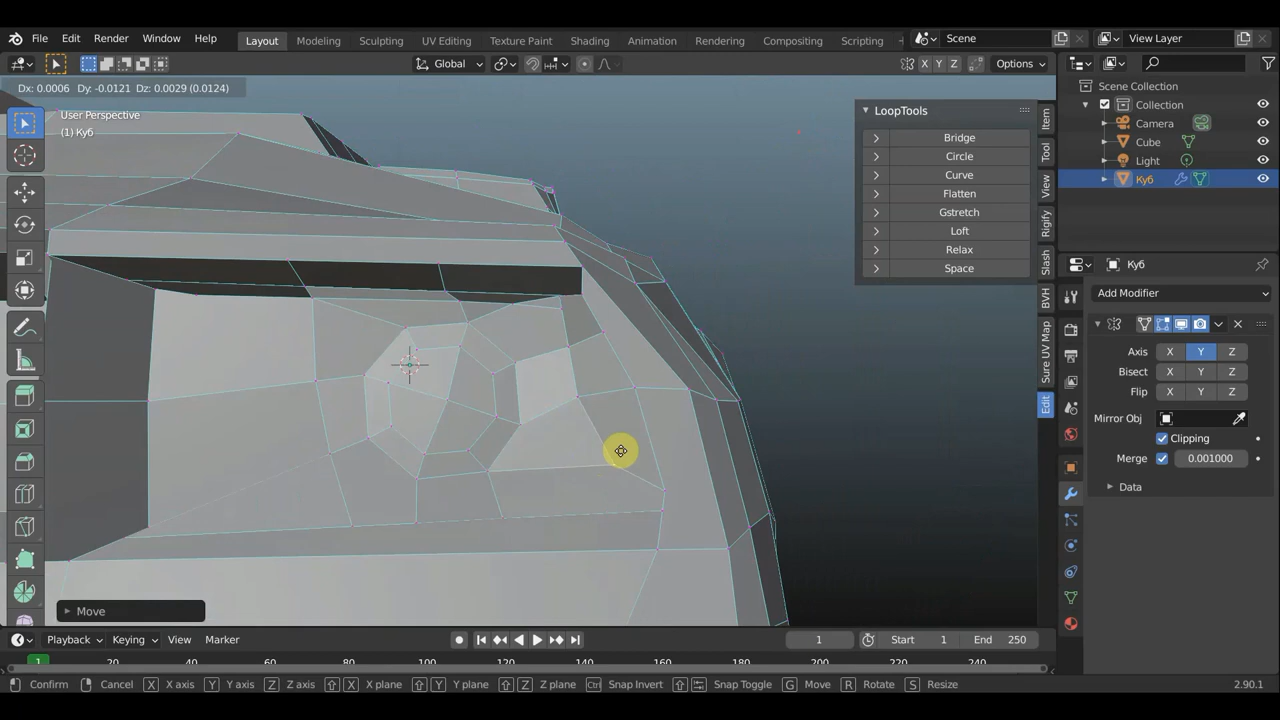 File Edit Render Window Help Layout Modeling Sculpting UV Editing Texture Paint Shading Animation Rendering Compositing Scripting Scene View Layer
Global X Y Z Options
Dx: 0.0006 Dy: -0.0121 Dz: 0.0029 (0.0124)
User Perspective
(1) Куб
LoopTools
Bridge
Circle
Curve
Flatten
Gstretch
Loft
Relax
Space
Item
Tool
View
Rigify
Slash
BVH
Sure UV Map
Edit
Scene Collection
Collection
Camera
Cube
Light
Куб
Куб
Add Modifier
Axis X Y Z
Bisect X Y Z
Flip X Y Z
Mirror Obj
Clipping
Merge 0.001000
Data
Move
Playback Keying View Marker 1 Start 1 End 250
1 20 40 60 80 100 120 140 160 180 200 220 240
Confirm Cancel X X axis Y Y axis Z Z axis X X plane Y Y plane Z Z plane Ctrl Snap Invert Snap Toggle G Move R Rotate S Resize 2.90.1